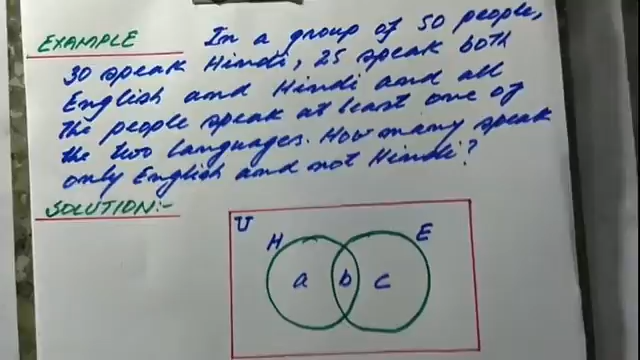 EXAMPLE In a group of 50 people,
30 speak Hindi, 25 speak both
English and Hindi and all
the people speak at least one of
the two languages. How many speak
only English and not Hindi?
SOLUTION:-
U
H E
a b c